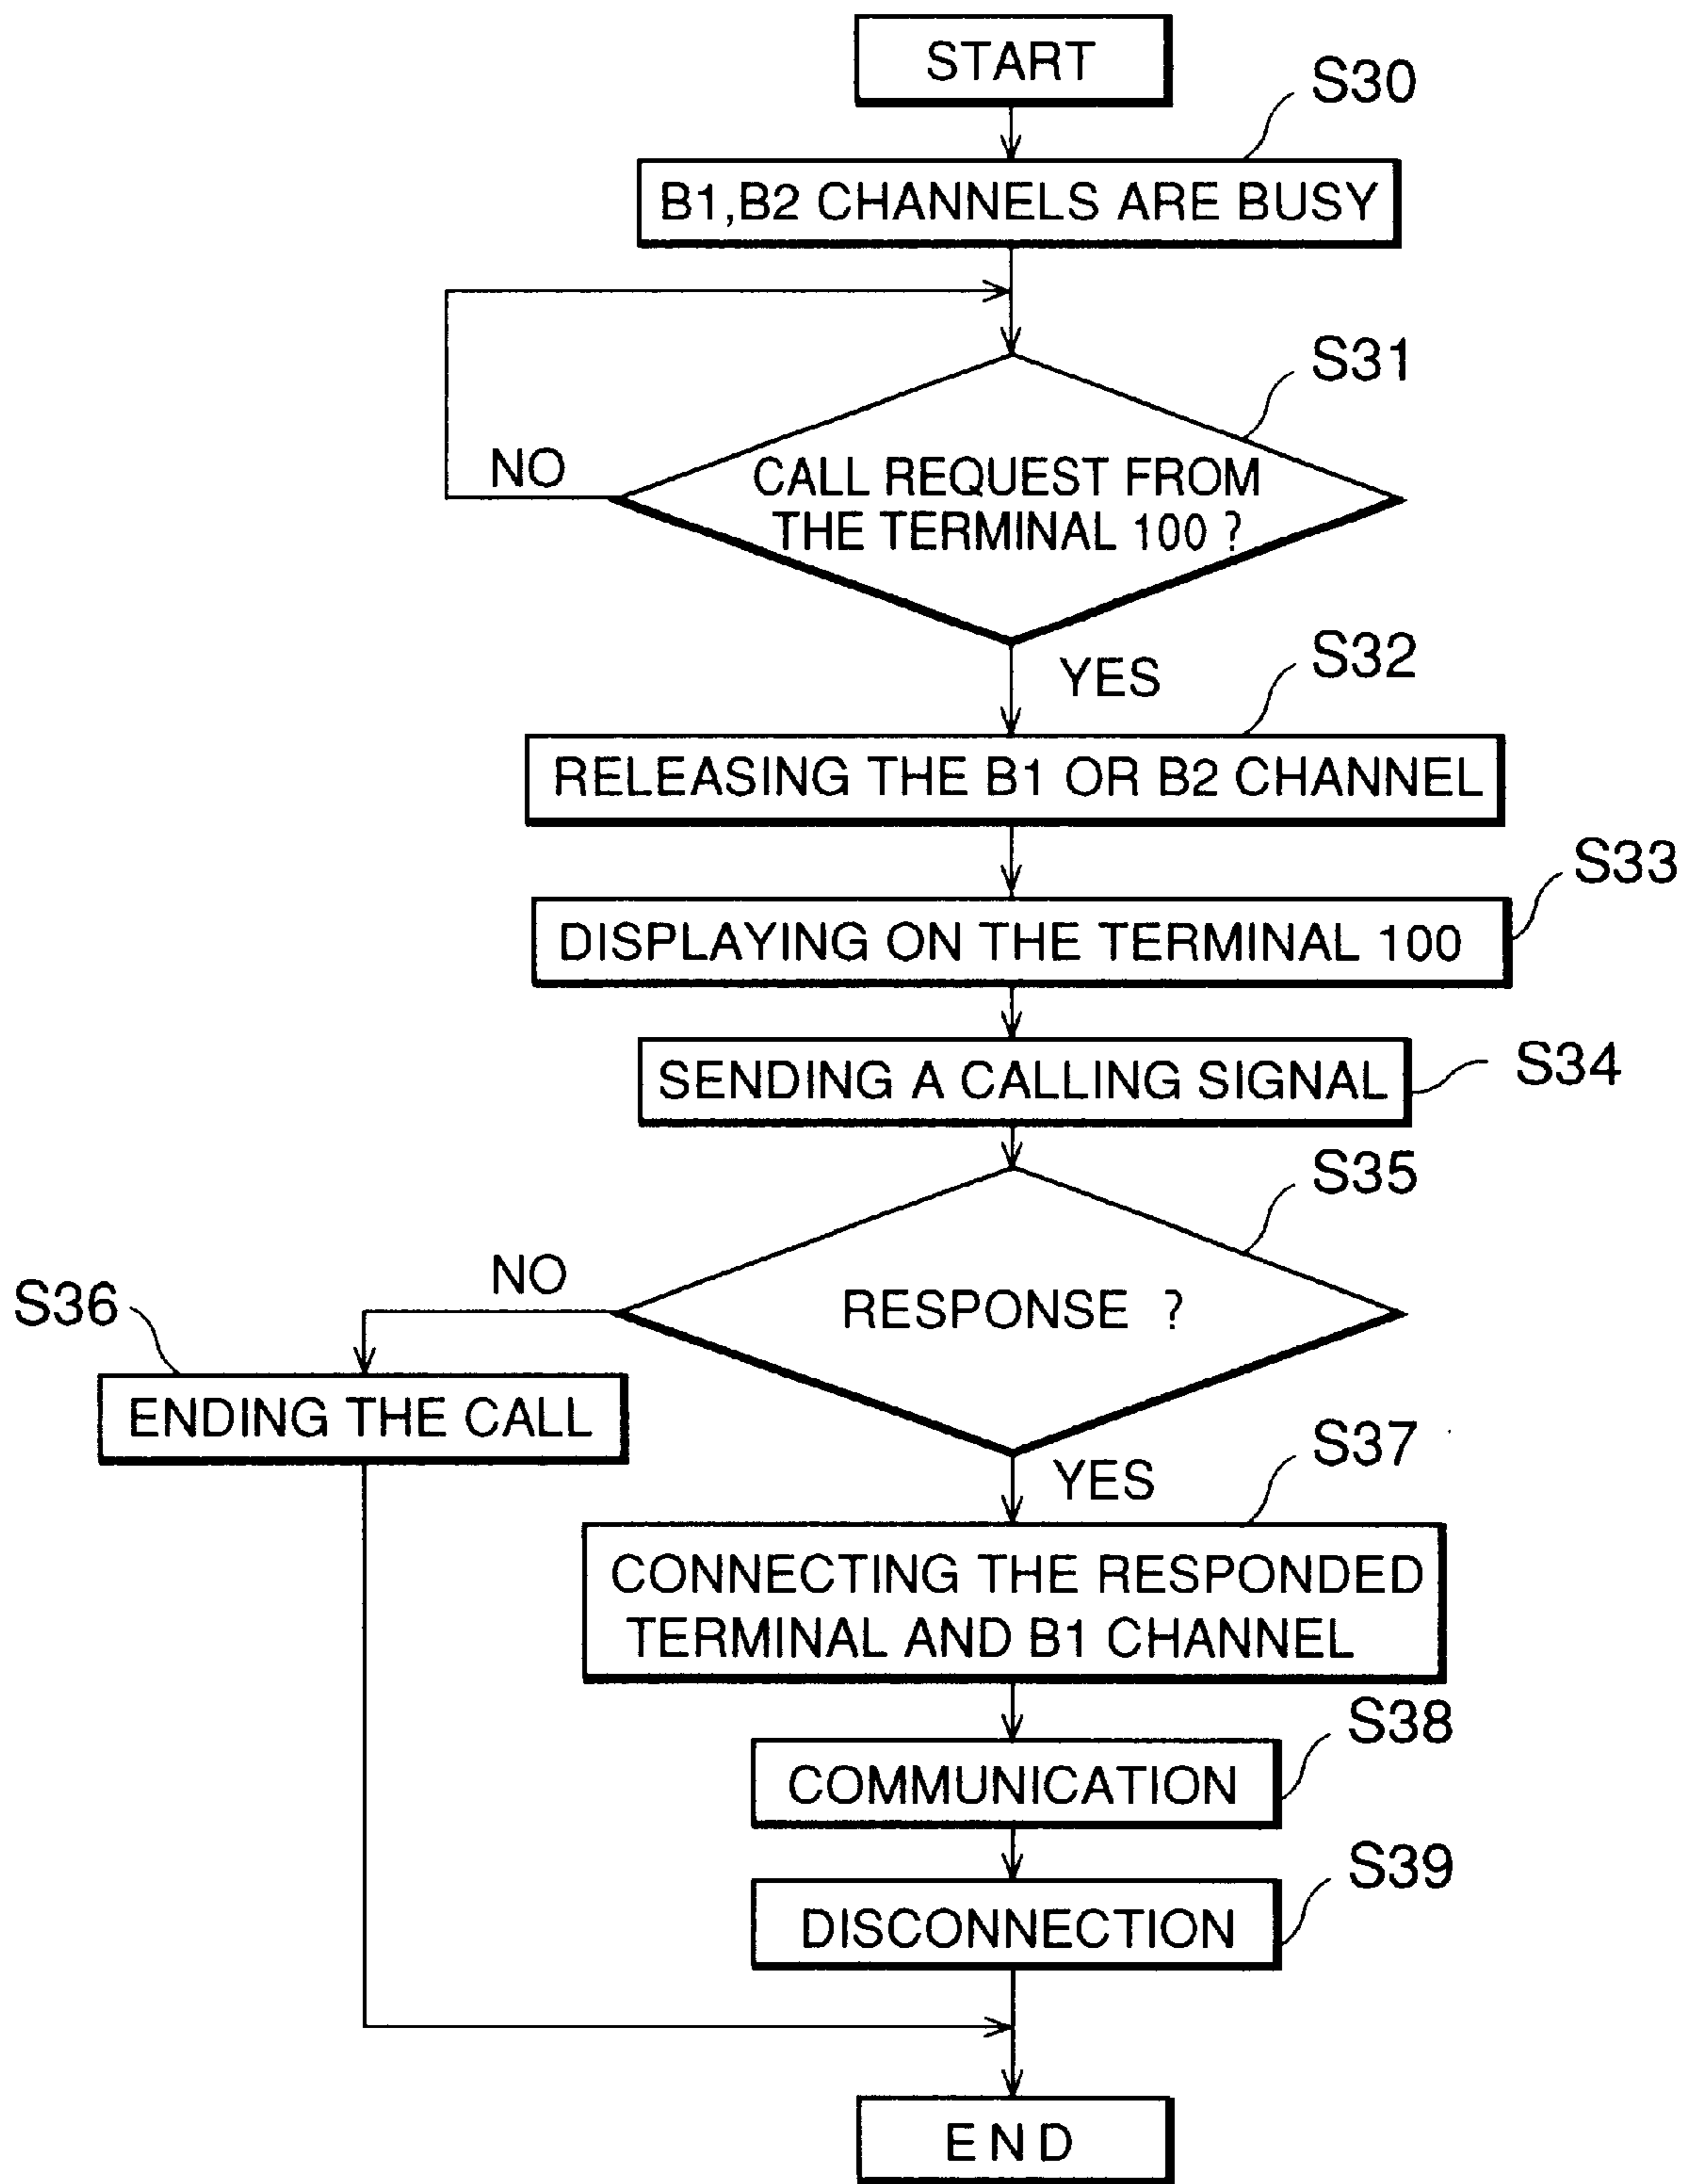 START
S30
B1,B2 CHANNELS ARE BUSY
S31
NO
CALL REQUEST FROM
THE TERMINAL 100 ?
YES
S32
RELEASING THE B1 OR B2 CHANNEL
S33
DISPLAYING ON THE TERMINAL 100
SENDING A CALLING SIGNAL
S34
S35
NO
S36
RESPONSE ?
ENDING THE CALL
S37
YES
CONNECTING THE RESPONDED
TERMINAL AND B1 CHANNEL
S38
COMMUNICATION
S39
DISCONNECTION
END